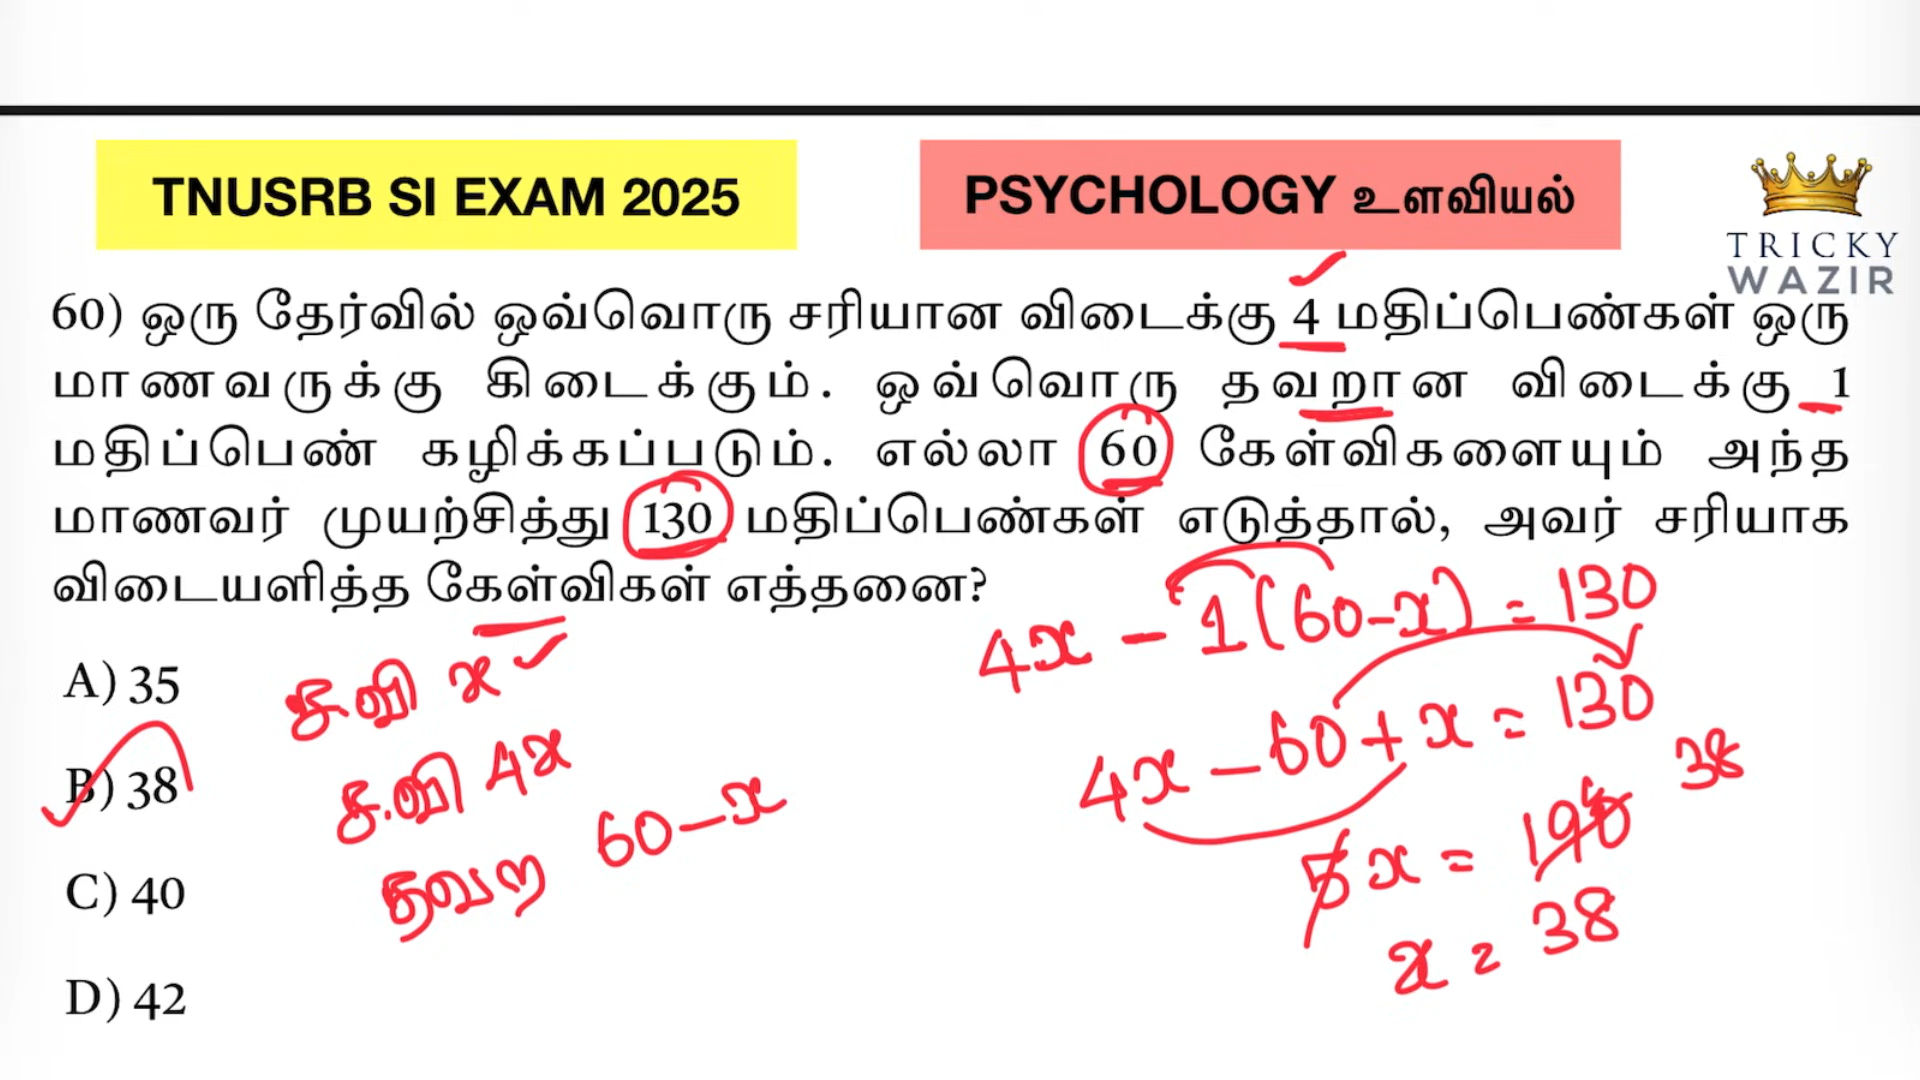 TNUSRB SI EXAM 2025
PSYCHOLOGY உளவியல்
TRICKY
WAZIR
60) ஒரு தேர்வில் ஒவ்வொரு சரியான விடைக்கு 4 மதிப்பெண்கள் ஒரு
மாணவருக்கு கிடைக்கும். ஒவ்வொரு தவறான விடைக்கு 1
மதிப்பெண் கழிக்கப்படும். எல்லா 60 கேள்விகளையும் அந்த
மாணவர் முயற்சித்து 130 மதிப்பெண்கள் எடுத்தால், அவர் சரியாக
விடையளித்த கேள்விகள் எத்தனை?
A) 35
B) 38
C) 40
D) 42
ச.வி x
ச.வி 4x
தவற 60-x
4x - 1(60-x) = 130
4x - 60 + x = 130
38
5x = 190
x = 38